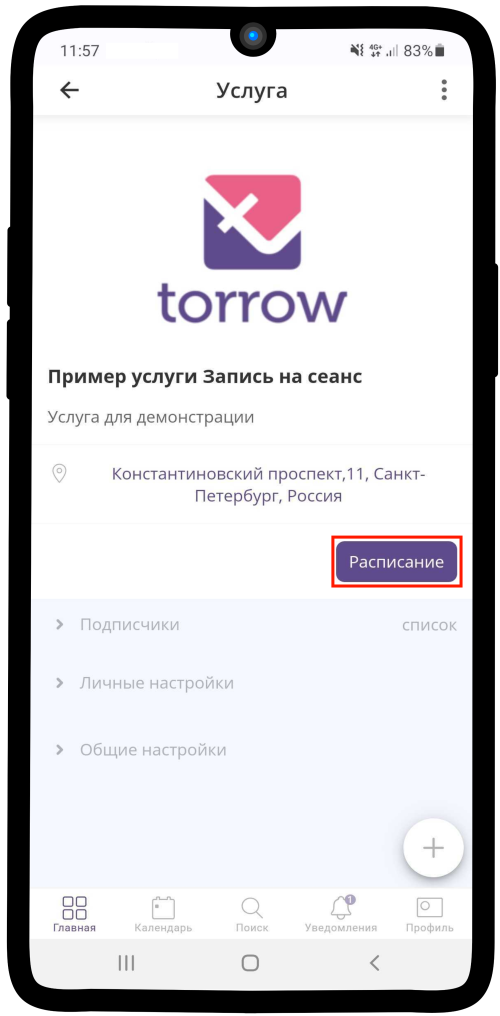 11:57 4G+ 83%
Услуга
torrow
Пример услуги Запись на сеанс
Услуга для демонстрации
Константиновский проспект,11, Санкт-
Петербург, Россия
Расписание
Подписчики список
Личные настройки
Общие настройки
1
Главная Календарь Поиск Уведомления Профиль